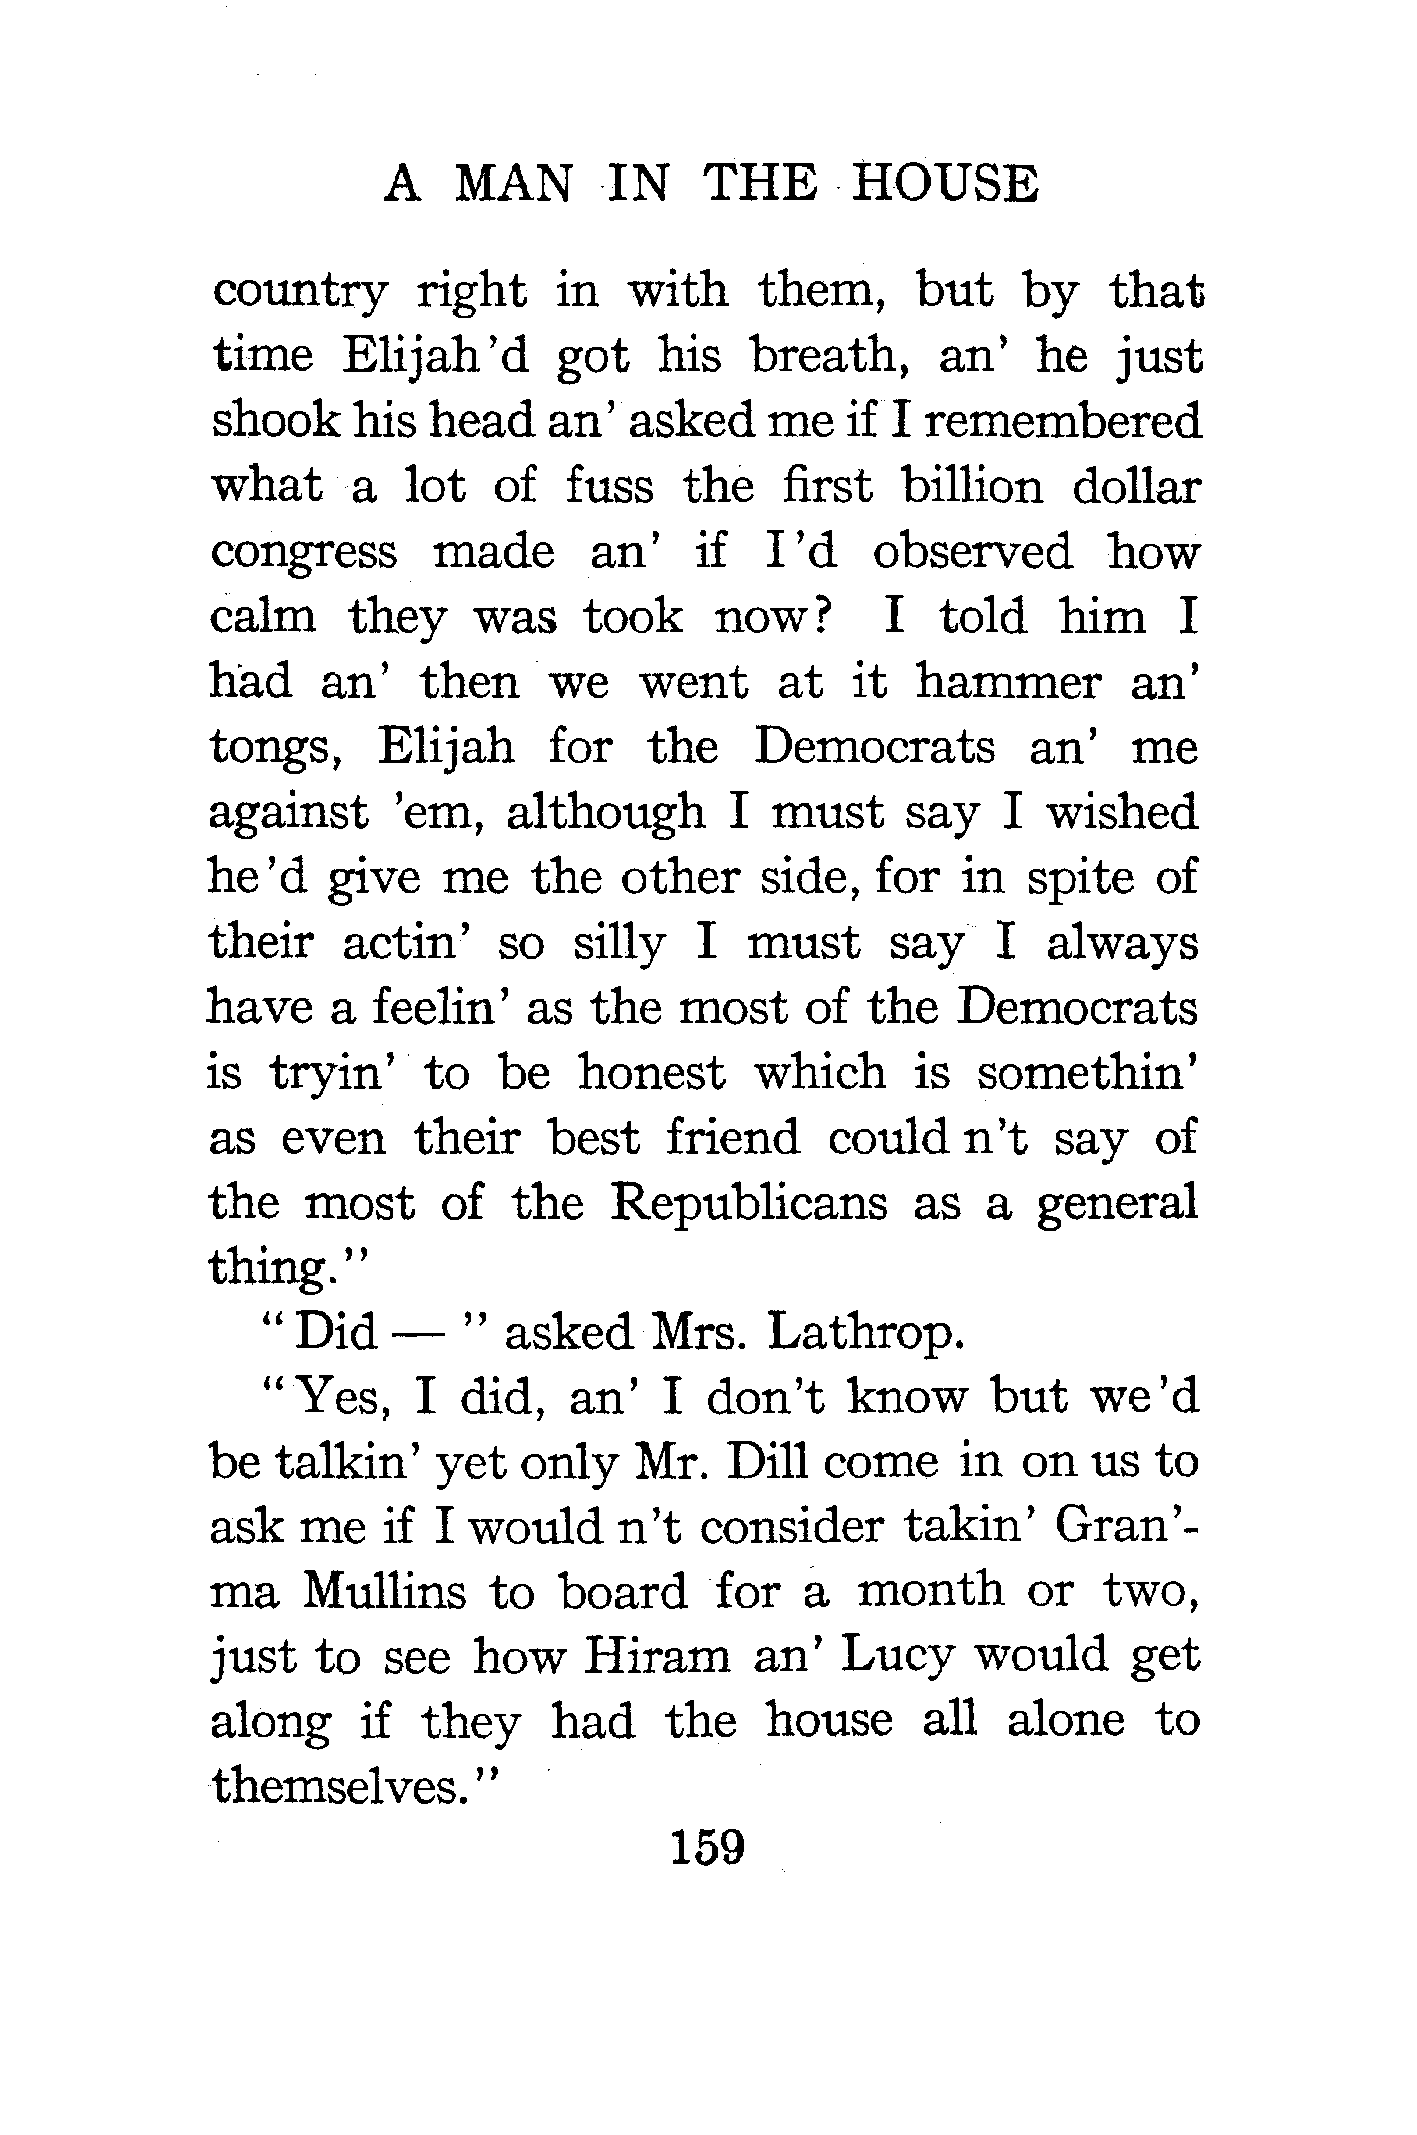 A MAN IN THE HOUSE
country right in with them, but by that
time Elijah'd got his breath, an' he just
shook his head an' asked me if I remembered
what a lot of fuss the first billion dollar
congress made an' if I'd observed how
calm they was took now? I told him I
had an' then we went at it hammer an'
tongs, Elijah for the Democrats an' me
against 'em, although I must say I wished
he'd give me the other side, for in spite of
their actin' so silly I must say I always
have a feelin' as the most of the Democrats
is tryin' to be honest which is somethin'
as even their best friend could n't say of
the most of the Republicans as a general
thing."
"Did — " asked Mrs. Lathrop.
"Yes, I did, an' I don't know but we'd
be talkin' yet only Mr. Dill come in on us to
ask me if I would n't consider takin' Gran'-
ma Mullins to board for a month or two,
just to see how Hiram an' Lucy would get
along if they had the house all alone to
themselves."
159